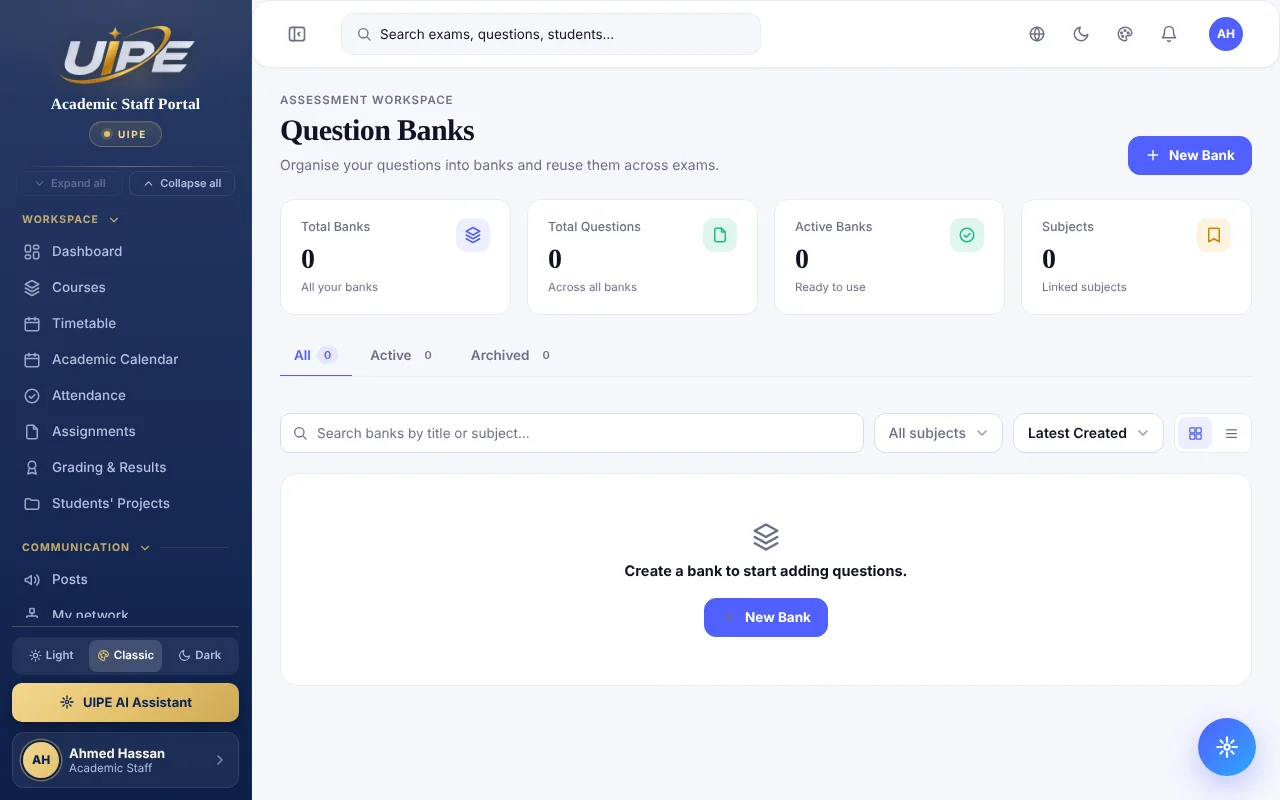 UIPE
Academic Staff Portal
UIPE
Expand all
Collapse all
WORKSPACE
Dashboard
Courses
Timetable
Academic Calendar
Attendance
Assignments
Grading & Results
Students' Projects
COMMUNICATION
Posts
My network
Light
Classic
Dark
UIPE AI Assistant
AH
Ahmed Hassan
Academic Staff
Search exams, questions, students...
AH
ASSESSMENT WORKSPACE
Question Banks
Organise your questions into banks and reuse them across exams.
New Bank
Total Banks
0
All your banks
Total Questions
0
Across all banks
Active Banks
0
Ready to use
Subjects
0
Linked subjects
All 0
Active 0
Archived 0
Search banks by title or subject...
All subjects
Latest Created
Create a bank to start adding questions.
New Bank